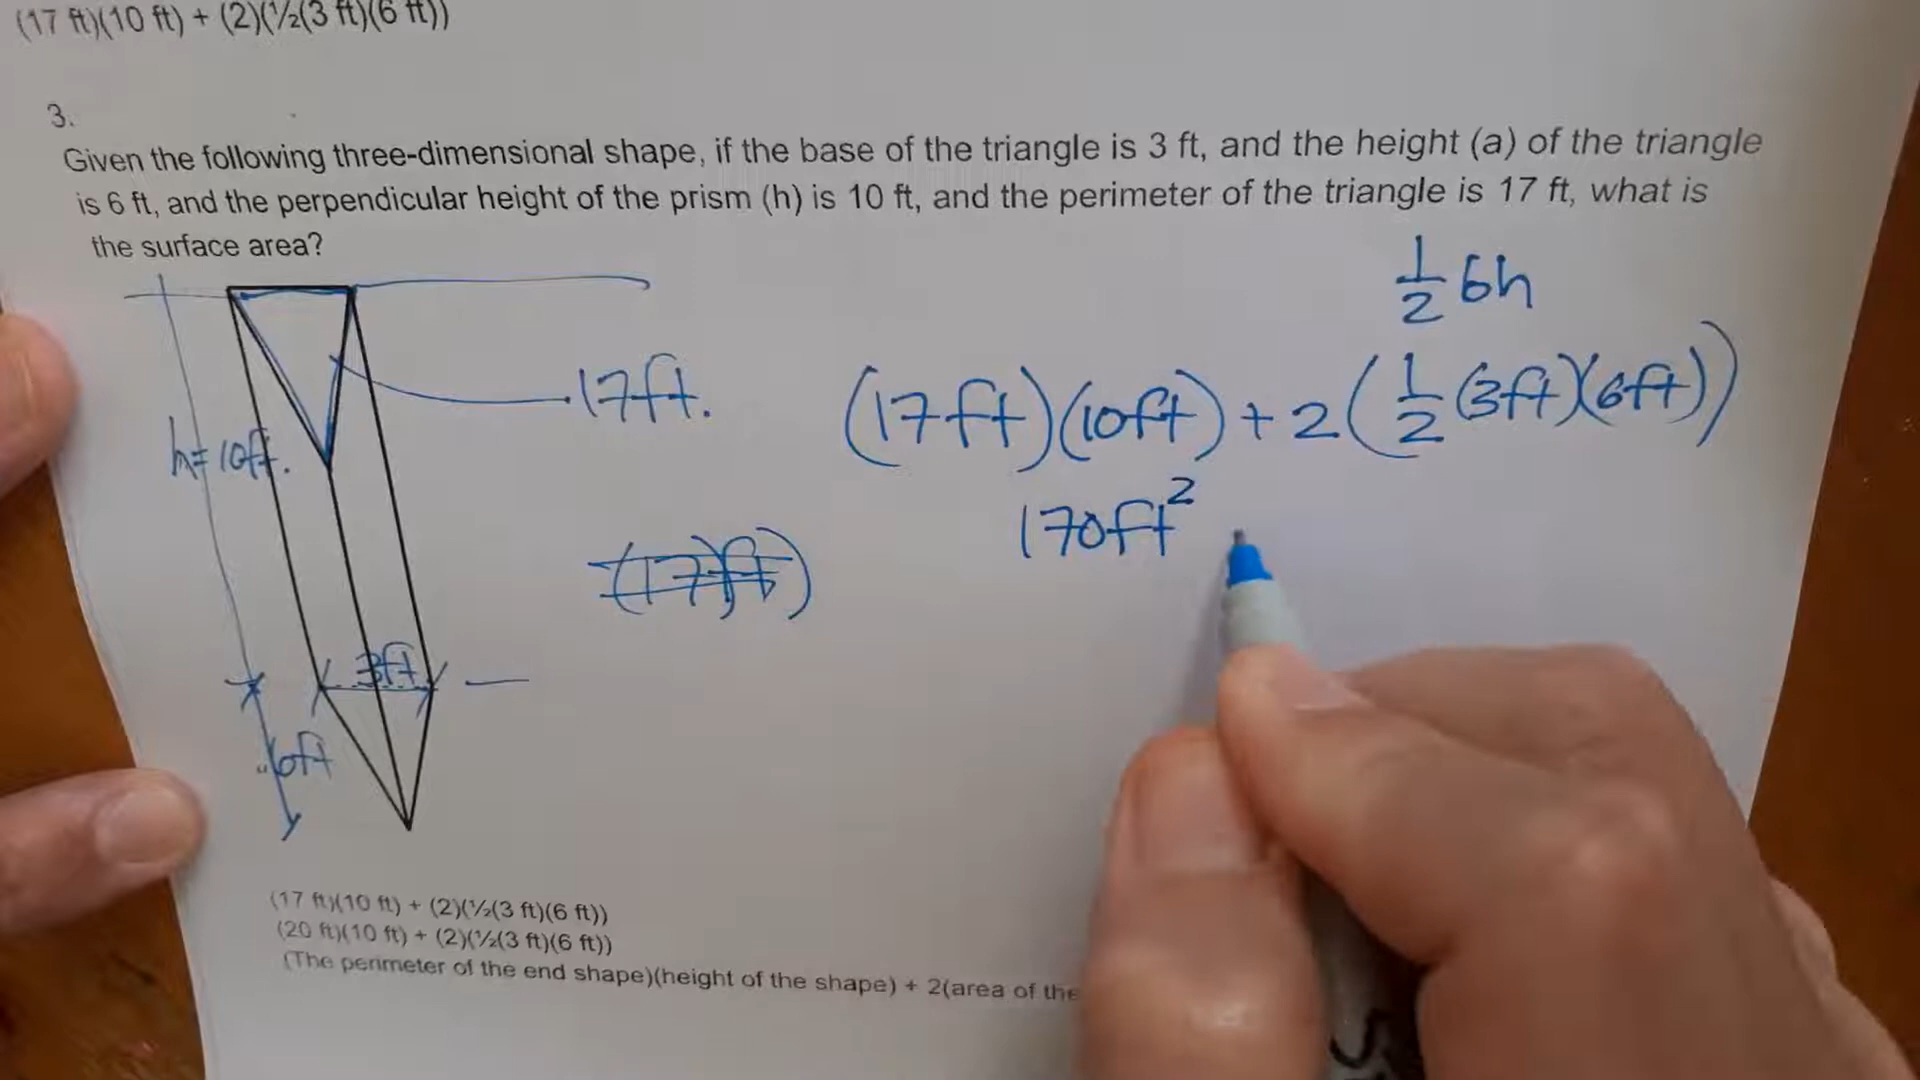 (17 ft)(10 ft) + (2)(½(3 ft)(6 ft))
3.
Given the following three-dimensional shape, if the base of the triangle is 3 ft, and the height (a) of the triangle
is 6 ft, and the perpendicular height of the prism (h) is 10 ft, and the perimeter of the triangle is 17 ft, what is
the surface area?
1/2 bh
17ft.
(17ft)(10ft) + 2(1/2 (3ft)(6ft))
h= 10ft.
170ft²
(17)ft)
3ft
6ft
(17 ft)(10 ft) + (2)(½(3 ft)(6 ft))
(20 ft)(10 ft) + (2)(½(3 ft)(6 ft))
(The perimeter of the end shape)(height of the shape) + 2(area of the